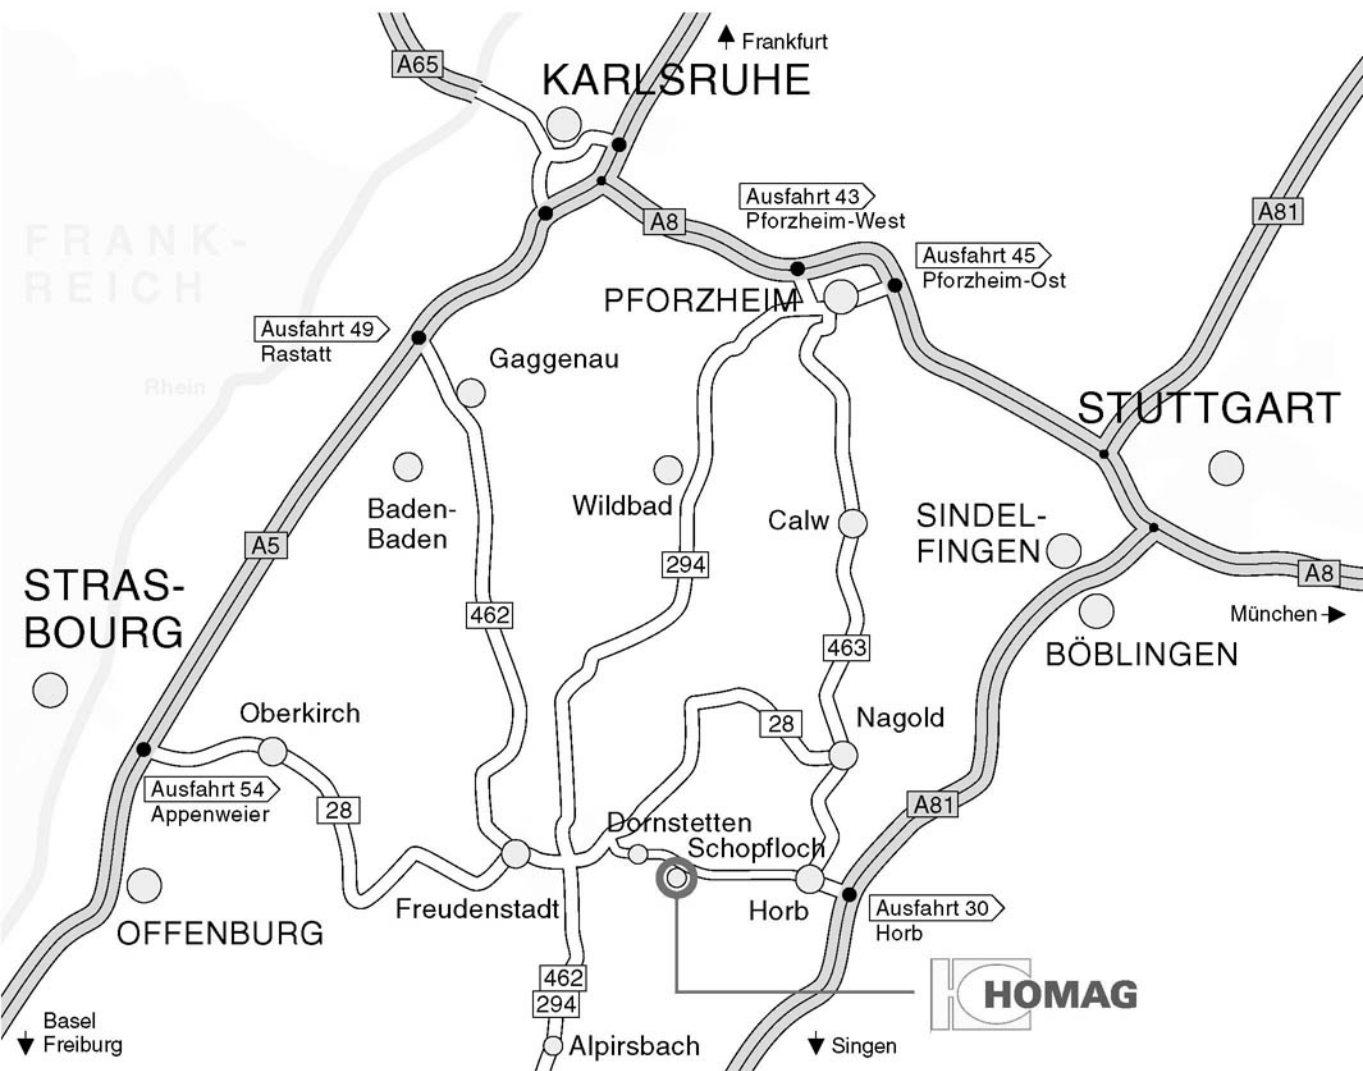 Frankfurt
A65
KARLSRUHE
Ausfahrt 43
Pforzheim-West
A8
A81
FRANK-
REICH
Ausfahrt 45
Pforzheim-Ost
PFORZHEIM
Ausfahrt 49
Rastatt
Gaggenau
Rhein
STUTTGART
Baden-
Baden
Wildbad
Calw
SINDEL-
FINGEN
A5
294
A8
STRAS-
BOURG
462
München
463
BÖBLINGEN
Oberkirch
28
Nagold
Ausfahrt 54
Appenweier
28
A81
Dornstetten
Schopfloch
Freudenstadt
Horb
Ausfahrt 30
Horb
OFFENBURG
462
294
HOMAG
Basel
Freiburg
Alpirsbach
Singen